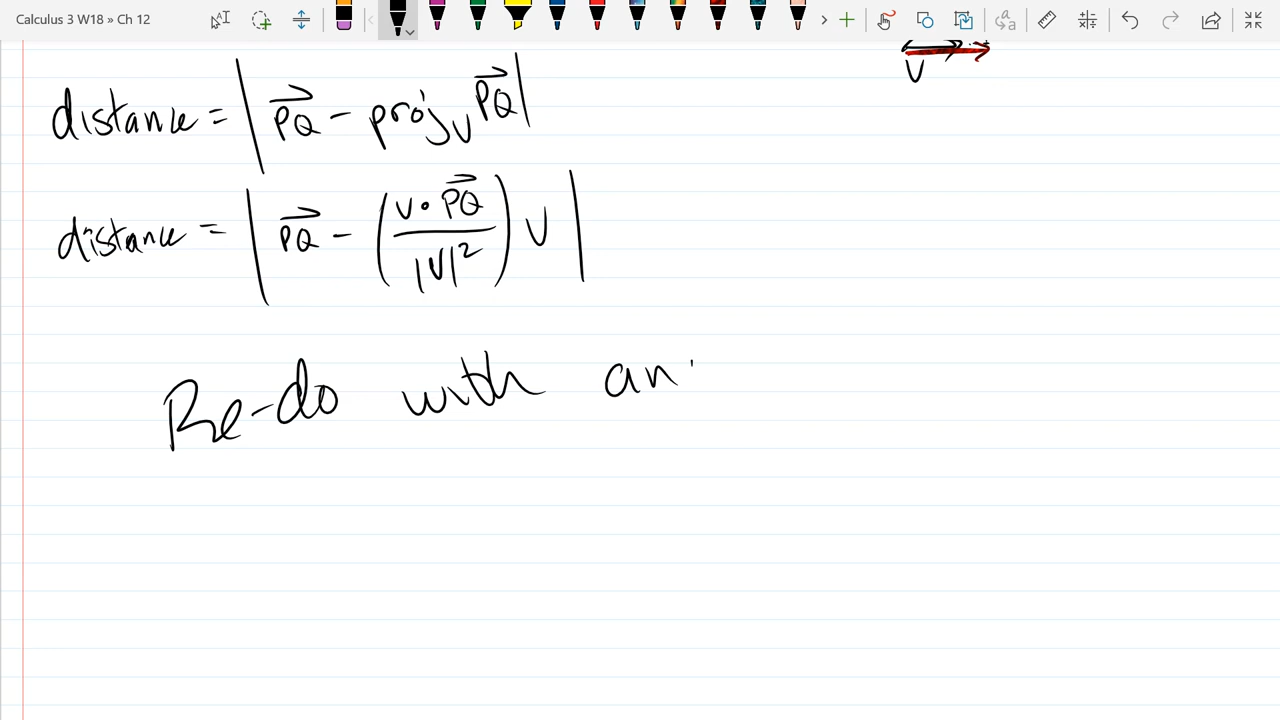 Calculus 3 W18 » Ch 12
V
distance = | PQ - proj_V PQ |
distance = | PQ - ( V • PQ / |V|² ) V |
Re-do with an